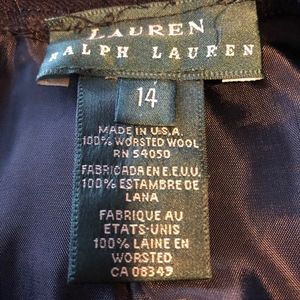 LAUREN
RALPH LAUREN
14
MADE IN U.S.A.
100% WORSTED WOOL
RN 54050
FABRICADA EN E.E.U.U.
100% ESTAMBRE DE
LANA
FABRIQUE AU
ETATS-UNIS
100% LAINE EN
WORSTED
CA 08349